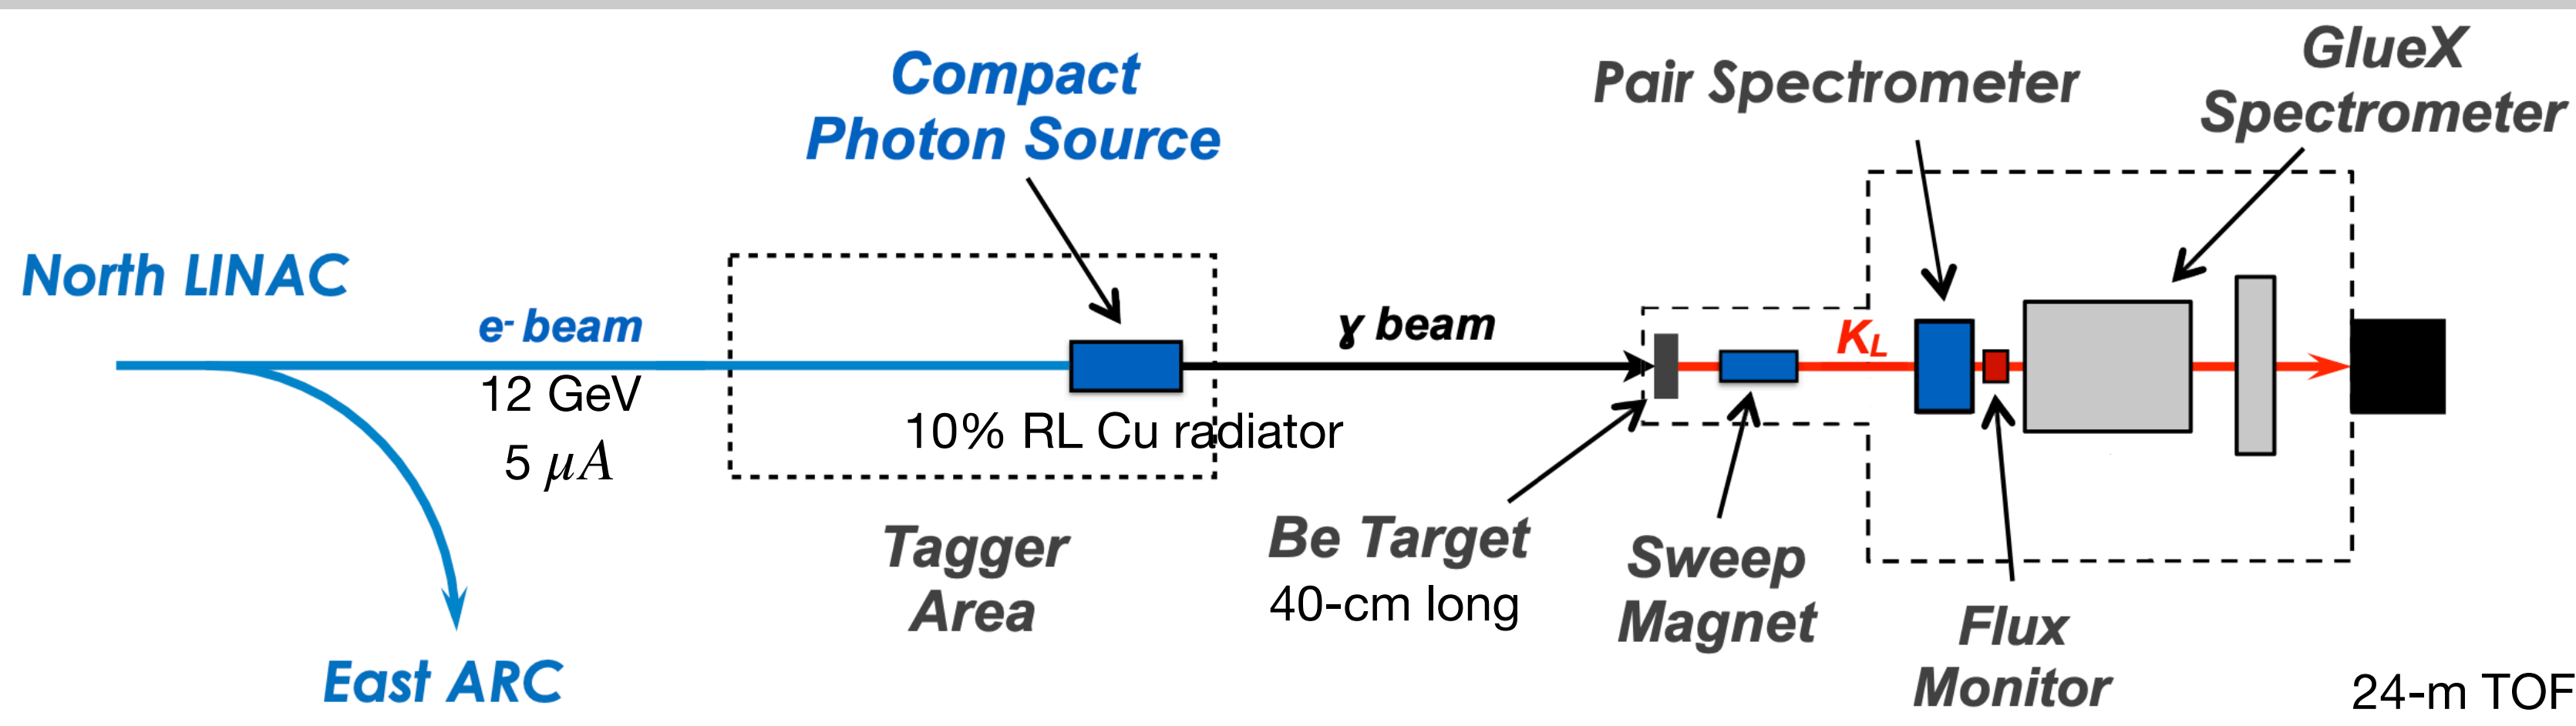 Compact
Photon Source
Pair Spectrometer
GlueX
Spectrometer
North LINAC
e- beam
12 GeV
5 μA
East ARC
10% RL Cu radiator
Tagger
Area
γ beam
Be Target
40-cm long
KL
Sweep
Magnet
Flux
Monitor
24-m TOF